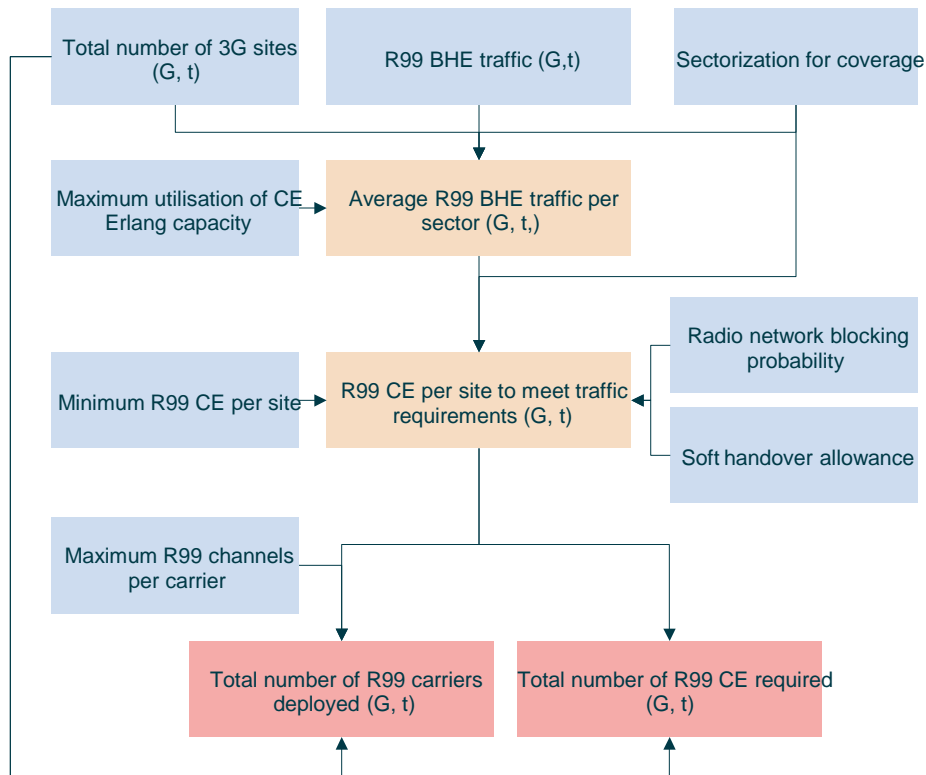 Total number of 3G sites
(G, t)
R99 BHE traffic (G,t)
Sectorization for coverage
Maximum utilisation of CE
Erlang capacity
Average R99 BHE traffic per
sector (G, t,)
Radio network blocking
probability
Minimum R99 CE per site
R99 CE per site to meet traffic
requirements (G, t)
Soft handover allowance
Maximum R99 channels
per carrier
Total number of R99 carriers
deployed (G, t)
Total number of R99 CE required
(G, t)